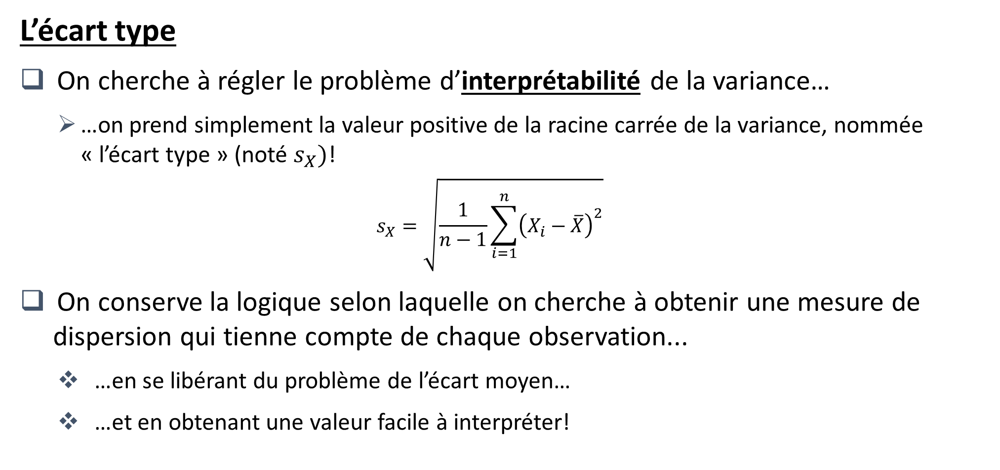 L’écart type
❑ On cherche à régler le problème d’interprétabilité de la variance…
➢ …on prend simplement la valeur positive de la racine carrée de la variance, nommée
« l’écart type » (noté $s_X$)!
$s_X = \sqrt{\frac{1}{n-1}\sum_{i=1}^{n}(X_i - \bar{X})^2}$
❑ On conserve la logique selon laquelle on cherche à obtenir une mesure de
dispersion qui tienne compte de chaque observation...
❖ …en se libérant du problème de l’écart moyen…
❖ …et en obtenant une valeur facile à interpréter!